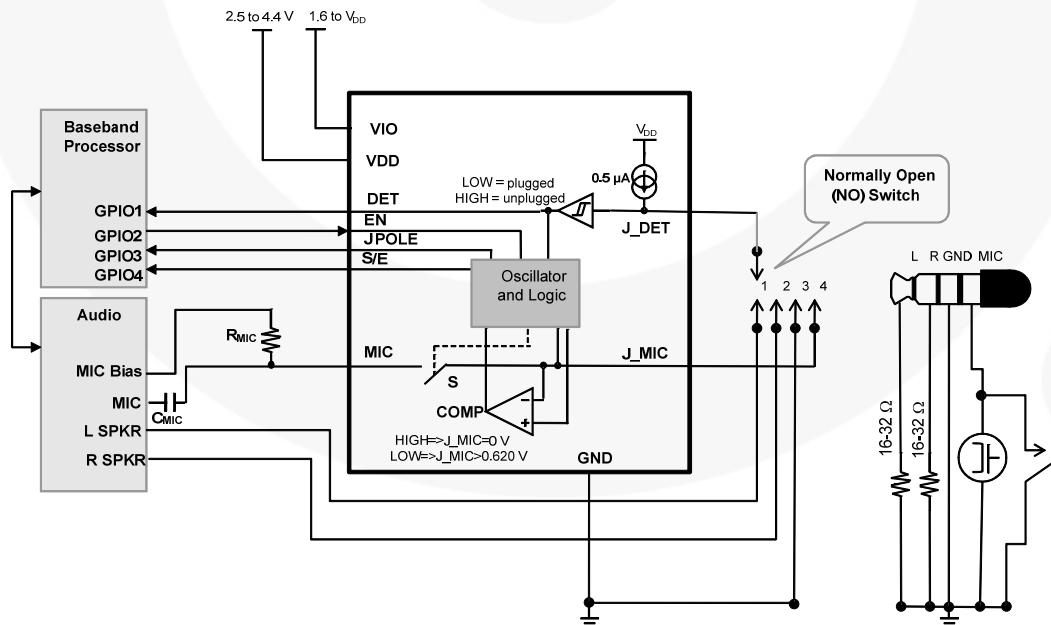 2.5 to 4.4 V
1.6 to VDD
Baseband
Processor
GPIO1
GPIO2
GPIO3
GPIO4
VIO
VDD
DET
EN
JPOLE
S/E
LOW = plugged
HIGH = unplugged
VDD
0.5 µA
J_DET
Oscillator
and Logic
Normally Open
(NO) Switch
1 2 3 4
L R GND MIC
Audio
MIC Bias
MIC
L SPKR
R SPKR
RMIC
CMIC
MIC
S
J_MIC
COMP
-
+
HIGH=>J_MIC=0 V
LOW=>J_MIC>0.620 V
GND
16-32 Ω
16-32 Ω